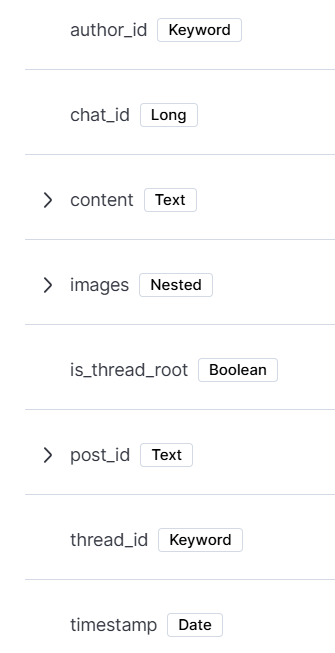 author_id Keyword
chat_id Long
content Text
images Nested
is_thread_root Boolean
post_id Text
thread_id Keyword
timestamp Date